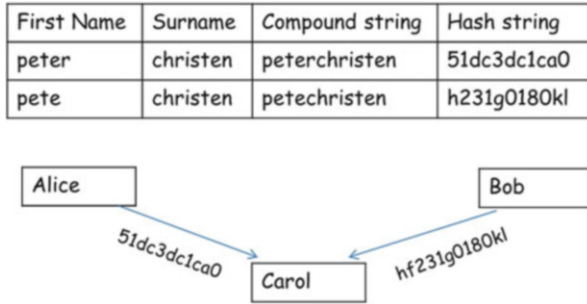 First Name Surname Compound string Hash string
peter christen peterchristen 51dc3dc1ca0
pete christen petechristen h231g0180kl
Alice Bob
51dc3dc1ca0 hf231g0180kl
Carol